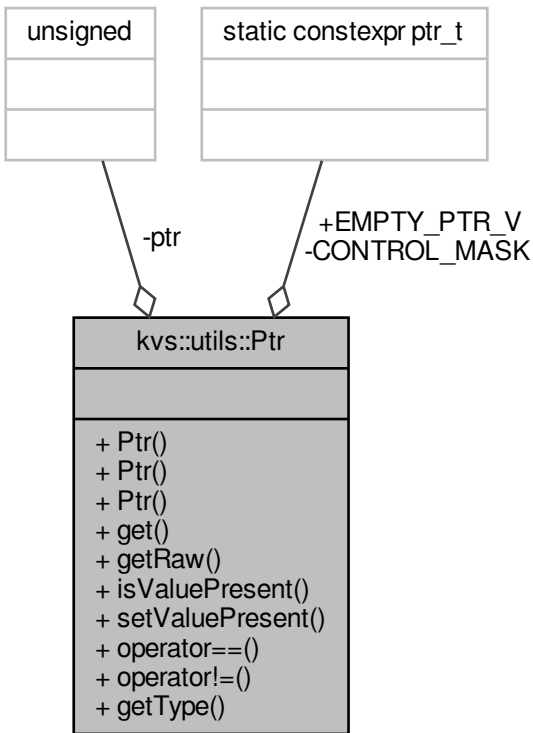 unsigned
static constexpr ptr_t
-ptr
+EMPTY_PTR_V
-CONTROL_MASK
kvs::utils::Ptr
+ Ptr()
+ Ptr()
+ Ptr()
+ get()
+ getRaw()
+ isValuePresent()
+ setValuePresent()
+ operator==()
+ operator!=()
+ getType()